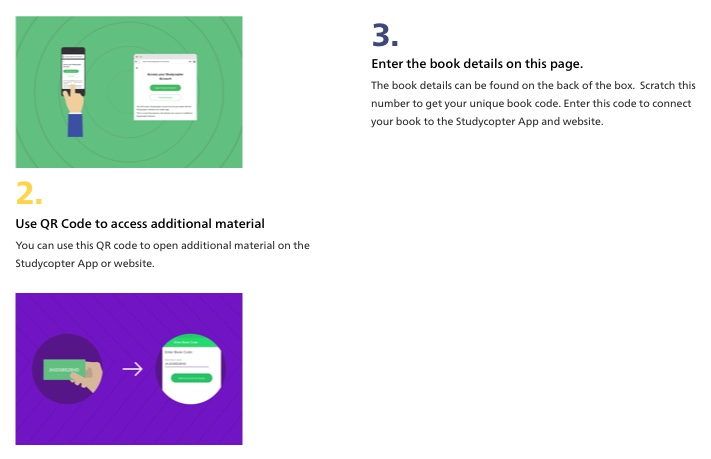 2.
Use QR Code to access additional material
You can use this QR code to open additional material on the
Studycopter App or website.
3.
Enter the book details on this page.
The book details can be found on the back of the box.  Scratch this
number to get your unique book code. Enter this code to connect
your book to the Studycopter App and website.